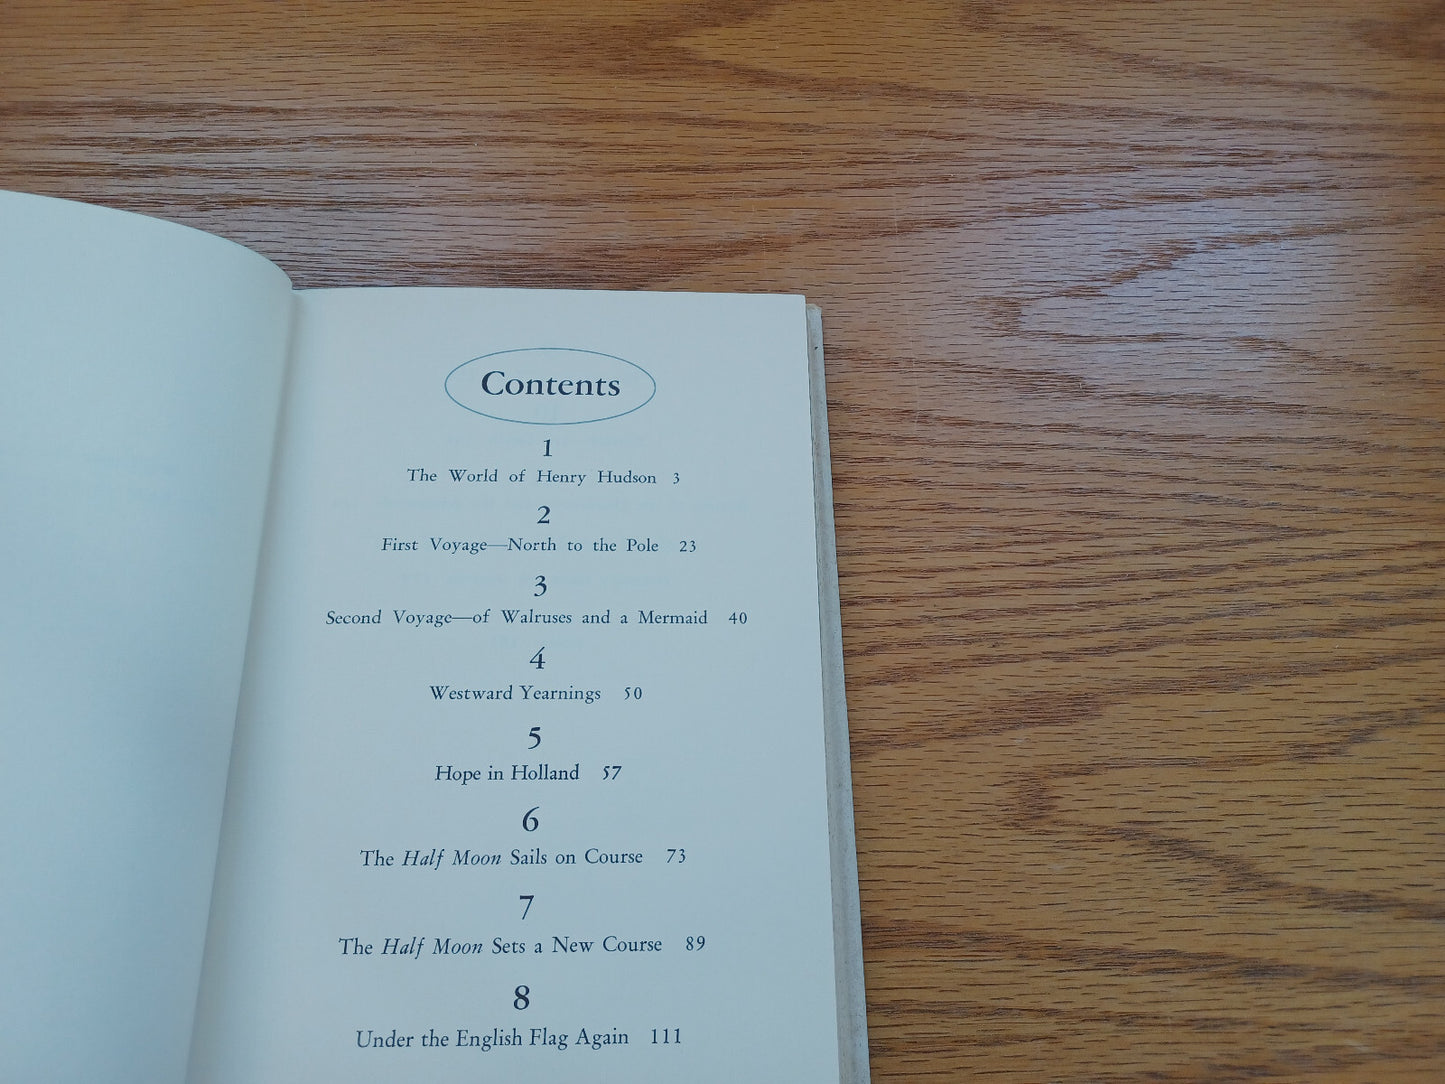 Contents
1
The World of Henry Hudson 3
2
First Voyage—North to the Pole 23
3
Second Voyage—of Walruses and a Mermaid 40
4
Westward Yearnings 50
5
Hope in Holland 57
6
The Half Moon Sails on Course 73
7
The Half Moon Sets a New Course 89
8
Under the English Flag Again 111